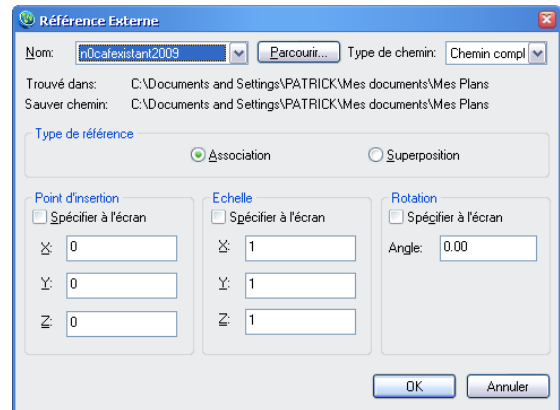 Référence Externe
Nom: n0cafexistant2009 Parcourir... Type de chemin: Chemin compl
Trouvé dans: C:\Documents and Settings\PATRICK\Mes documents\Mes Plans
Sauver chemin: C:\Documents and Settings\PATRICK\Mes documents\Mes Plans
Type de référence
Association Superposition
Point d'insertion Echelle Rotation
Spécifier à l'écran Spécifier à l'écran Spécifier à l'écran
X: 0 X: 1 Angle: 0.00
Y: 0 Y: 1
Z: 0 Z: 1
OK Annuler